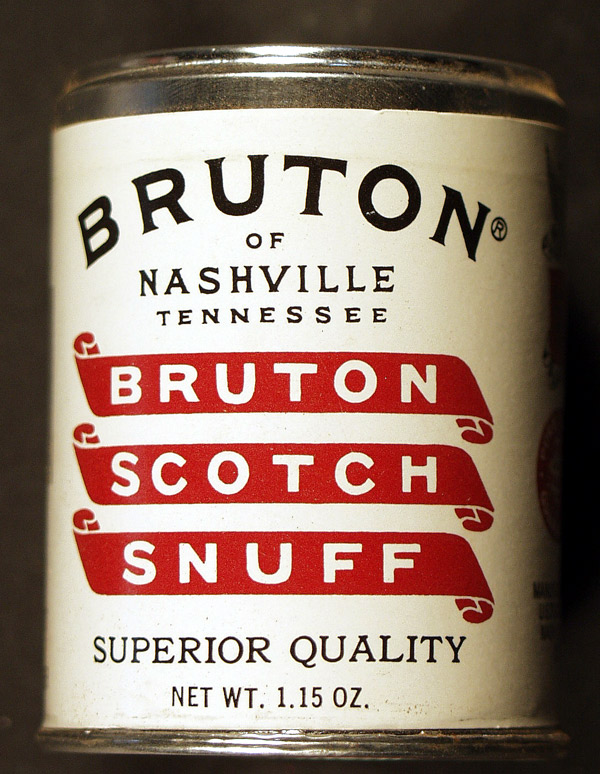 BRUTON®
OF
NASHVILLE
TENNESSEE
BRUTON
SCOTCH
SNUFF
SUPERIOR QUALITY
NET WT. 1.15 OZ.